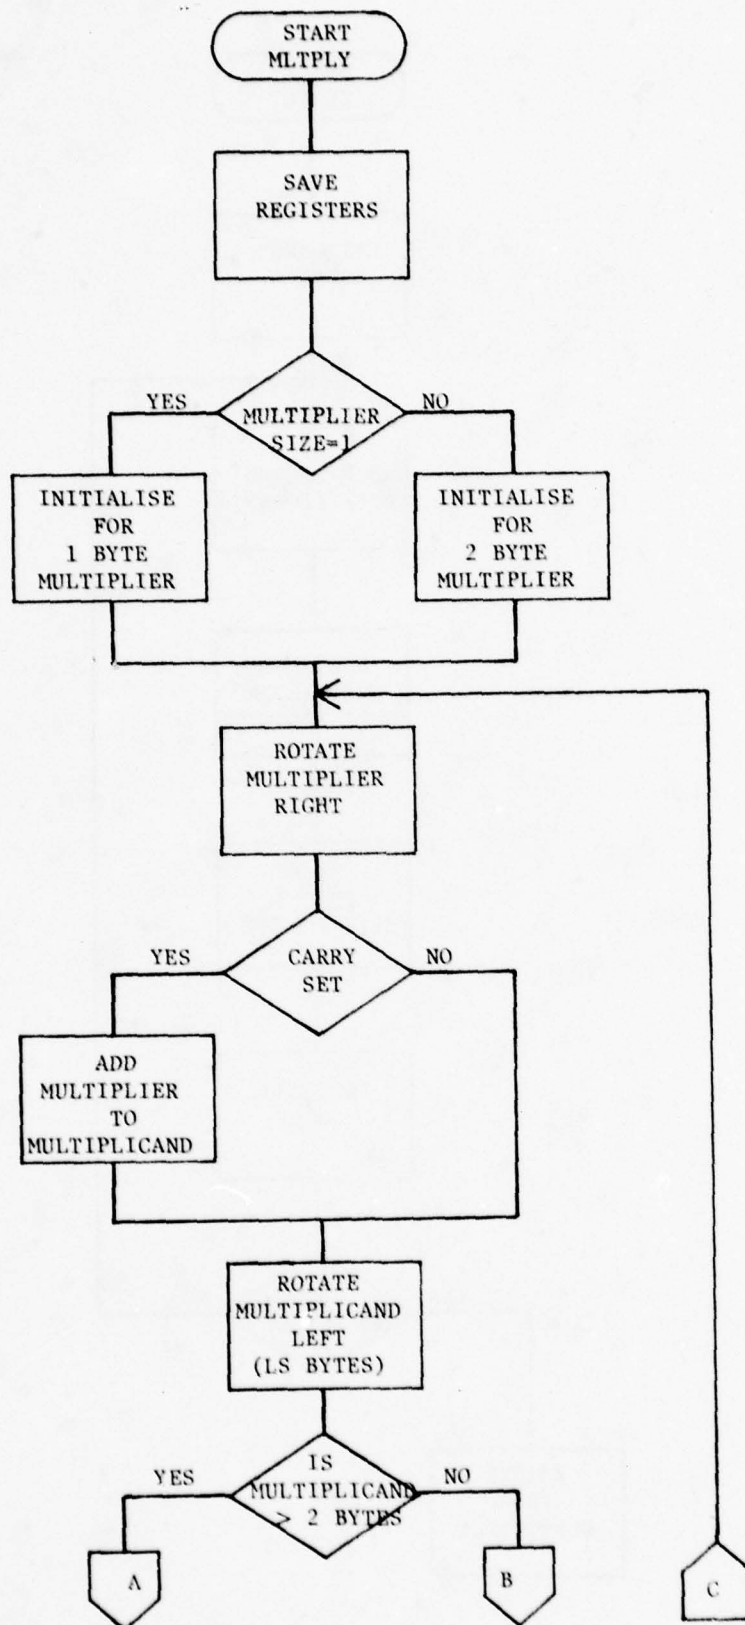 START
MLTPLY
SAVE
REGISTERS
YES
MULTIPLIER
SIZE=1
NO
INITIALISE
FOR
1 BYTE
MULTIPLIER
INITIALISE
FOR
2 BYTE
MULTIPLIER
ROTATE
MULTIPLIER
RIGHT
YES
CARRY
SET
NO
ADD
MULTIPLIER
TO
MULTIPLICAND
ROTATE
MULTIPLICAND
LEFT
(LS BYTES)
YES
IS
MULTIPLICAND
> 2 BYTES
NO
A
B
C